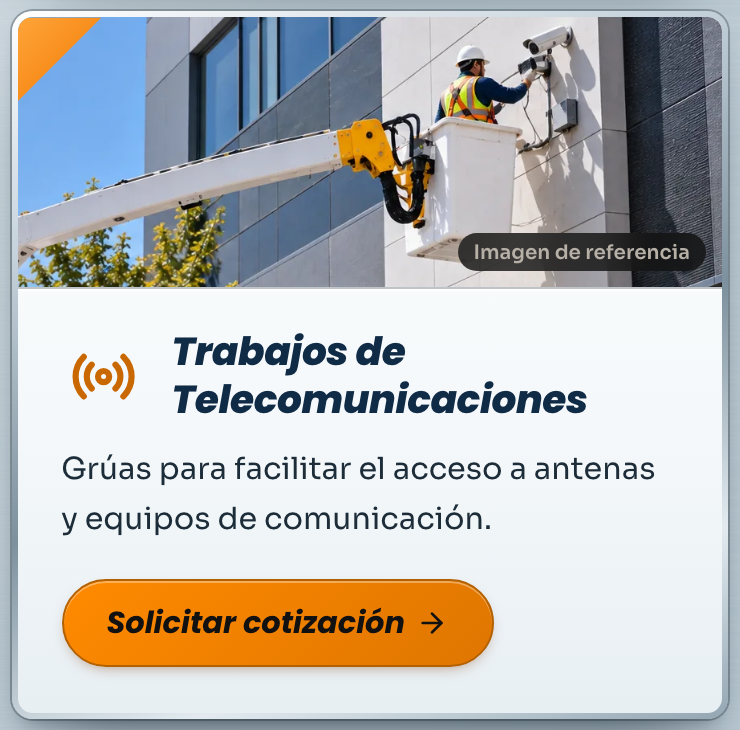 Imagen de referencia
Trabajos de
Telecomunicaciones
Grúas para facilitar el acceso a antenas
y equipos de comunicación.
Solicitar cotización →